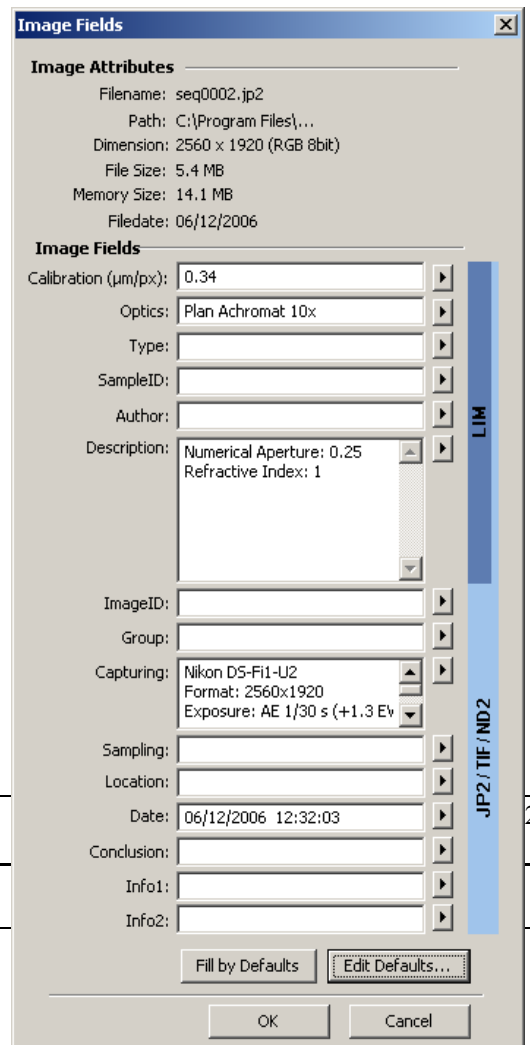 Image Fields
Image Attributes
Filename: seq0002.jp2
Path: C:\Program Files\...
Dimension: 2560 x 1920 (RGB 8bit)
File Size: 5.4 MB
Memory Size: 14.1 MB
Filedate: 06/12/2006
Image Fields
Calibration (µm/px): 0.34
Optics: Plan Achromat 10x
Type:
SampleID:
Author:
LIM
Description: Numerical Aperture: 0.25
Refractive Index: 1
ImageID:
Group:
Capturing: Nikon DS-Fi1-U2
Format: 2560x1920
Exposure: AE 1/30 s (+1.3 EV
Sampling:
Location:
JP2 / TIF / ND2
Date: 06/12/2006 12:32:03
Conclusion:
Info1:
Info2:
Fill by Defaults Edit Defaults...
OK Cancel